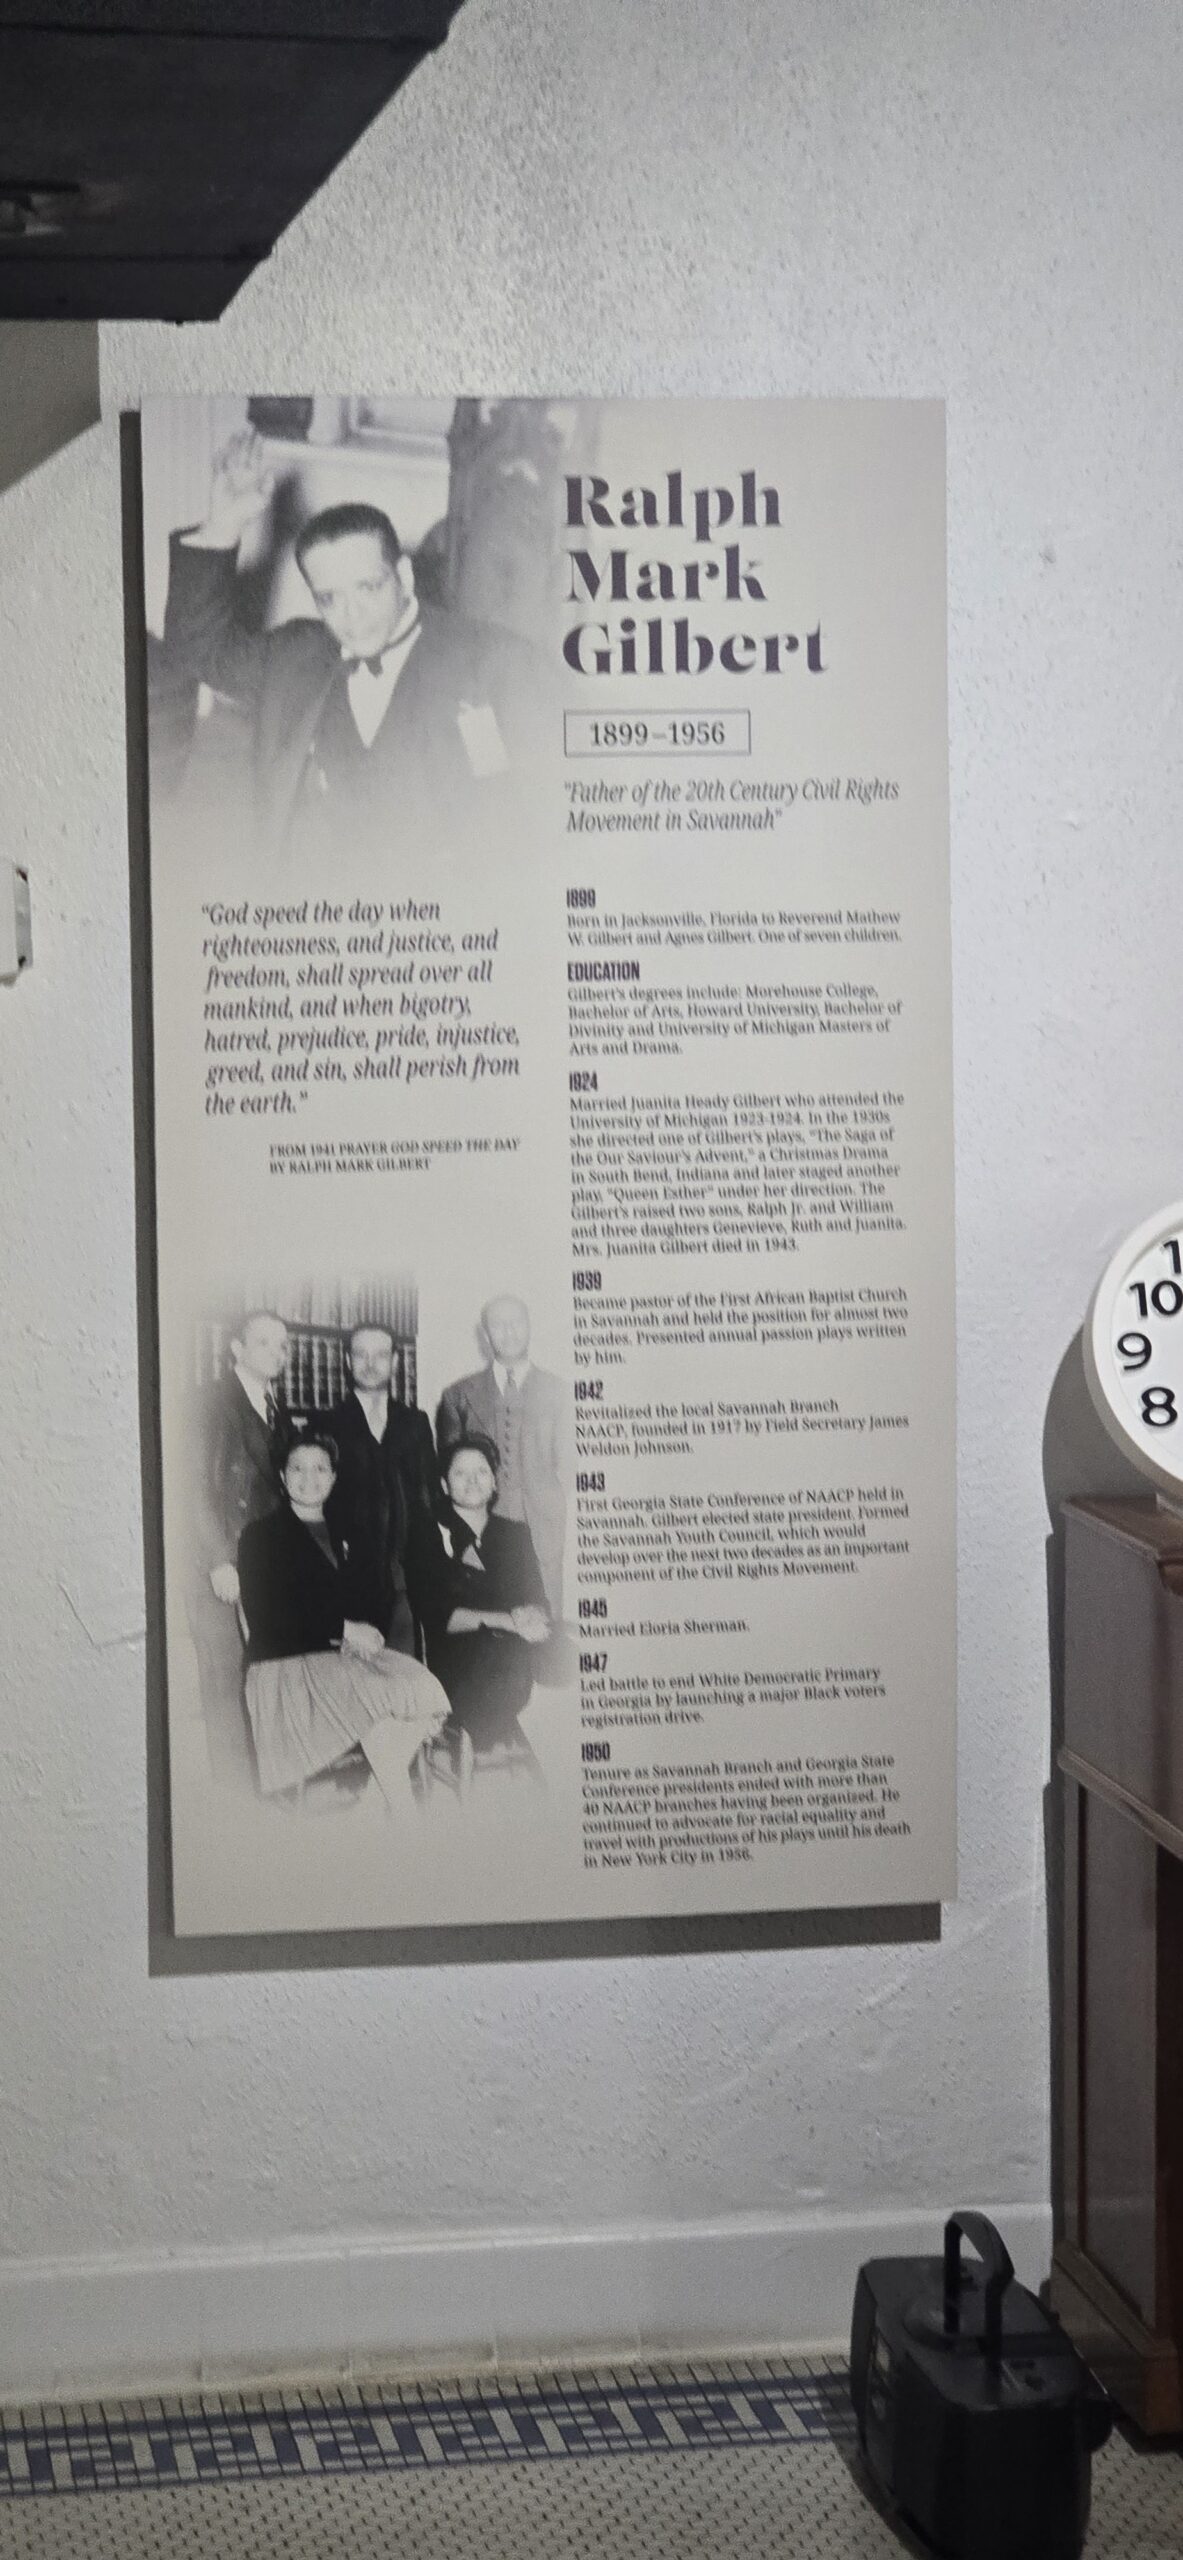 Ralph
Mark
Gilbert
1899–1956
"Father of the 20th Century Civil Rights
Movement in Savannah"
"God speed the day when
righteousness, and justice, and
freedom, shall spread over all
mankind, and when bigotry,
hatred, prejudice, pride, injustice,
greed, and sin, shall perish from
the earth."
FROM 1941 PRAYER GOD SPEED THE DAY
BY RALPH MARK GILBERT
1899
Born in Jacksonville, Florida to Reverend Mathew
W. Gilbert and Agnes Gilbert. One of seven children.
EDUCATION
Gilbert's degrees include: Morehouse College,
Bachelor of Arts, Howard University, Bachelor of
Divinity and University of Michigan Masters of
Arts and Drama.
1924
Married Juanita Heady Gilbert who attended the
University of Michigan 1923-1924. In the 1930s
she directed one of Gilbert's plays, "The Saga of
the Our Saviour's Advent," a Christmas Drama
in South Bend, Indiana and later staged another
play, "Queen Esther" under her direction. The
Gilbert's raised two sons, Ralph Jr. and William
and three daughters Genevieve, Ruth and Juanita.
Mrs. Juanita Gilbert died in 1943.
1939
Became pastor of the First African Baptist Church
in Savannah and held the position for almost two
decades. Presented annual passion plays written
by him.
1942
Revitalized the local Savannah Branch
NAACP, founded in 1917 by Field Secretary James
Weldon Johnson.
1943
First Georgia State Conference of NAACP held in
Savannah. Gilbert elected state president. Formed
the Savannah Youth Council, which would
develop over the next two decades as an important
component of the Civil Rights Movement.
1945
Married Eloria Sherman.
1947
Led battle to end White Democratic Primary
in Georgia by launching a major Black voters
registration drive.
1950
Tenure as Savannah Branch and Georgia State
Conference presidents ended with more than
40 NAACP branches having been organized. He
continued to advocate for racial equality and
travel with productions of his plays until his death
in New York City in 1956.
1
10
9
8